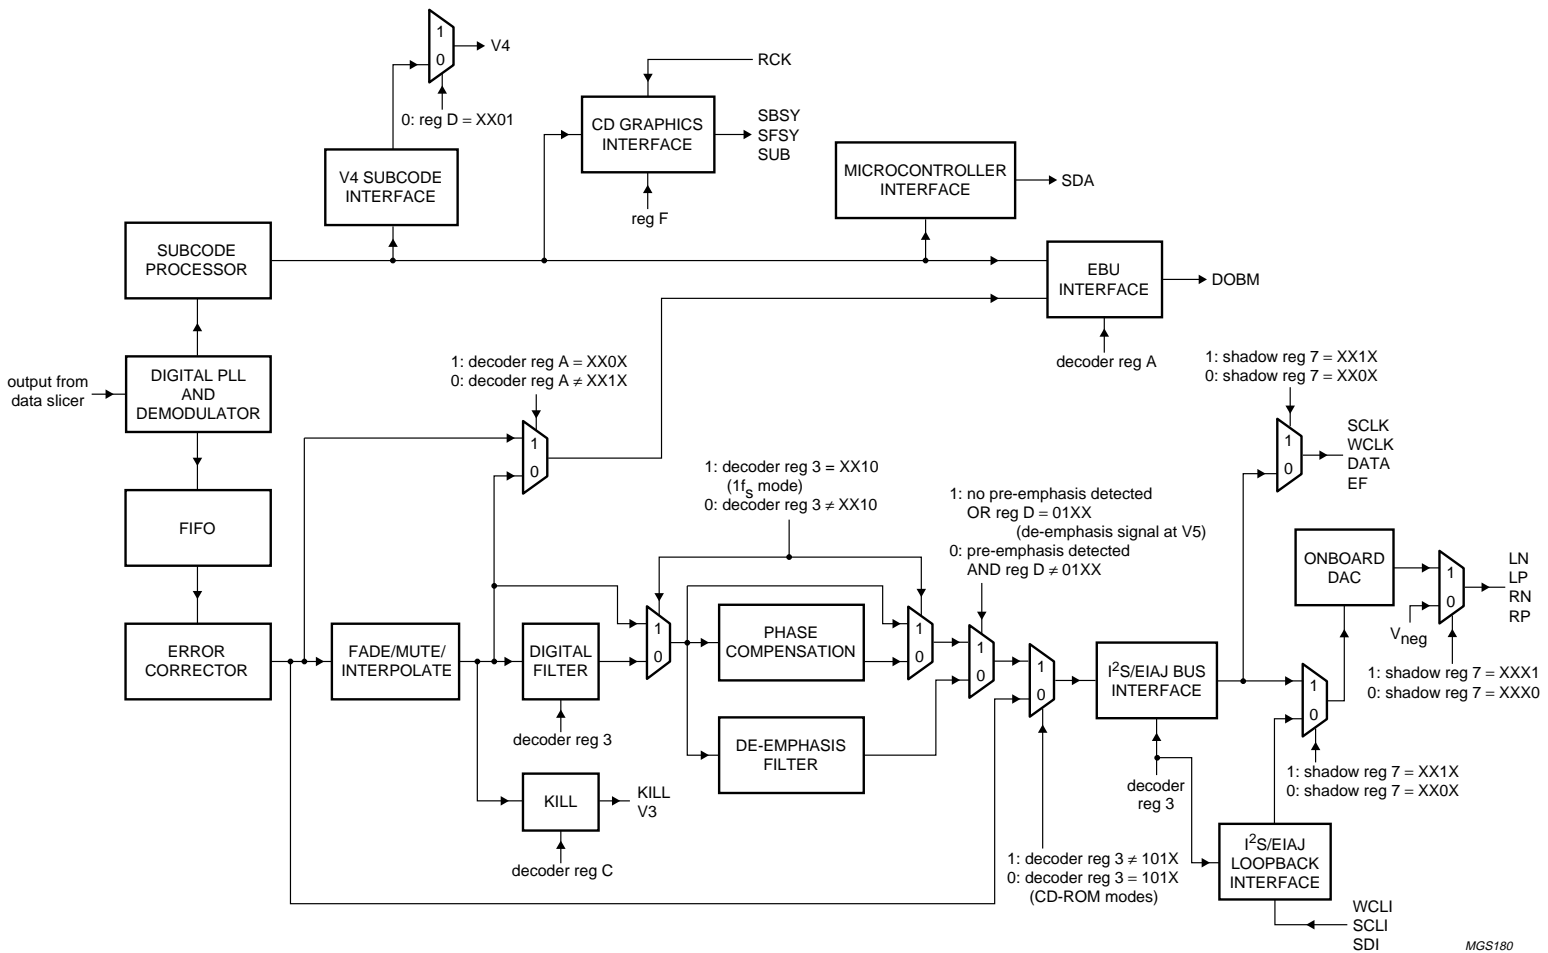 1
0
V4
0: reg D = XX01
RCK
CD GRAPHICS
INTERFACE
SBSY
SFSY
SUB
reg F
V4 SUBCODE
INTERFACE
MICROCONTROLLER
INTERFACE
SDA
SUBCODE
PROCESSOR
EBU
INTERFACE
DOBM
decoder reg A
output from
data slicer
DIGITAL PLL
AND
DEMODULATOR
1: decoder reg A = XX0X
0: decoder reg A ≠ XX1X
1
0
1: shadow reg 7 = XX1X
0: shadow reg 7 = XX0X
1
0
SCLK
WCLK
DATA
EF
FIFO
1: decoder reg 3 = XX10
(1fs mode)
0: decoder reg 3 ≠ XX10
1: no pre-emphasis detected
OR reg D = 01XX
(de-emphasis signal at V5)
0: pre-emphasis detected
AND reg D ≠ 01XX
ONBOARD
DAC
1
0
Vneg
LN
LP
RN
RP
1: shadow reg 7 = XXX1
0: shadow reg 7 = XXX0
ERROR
CORRECTOR
FADE/MUTE/
INTERPOLATE
DIGITAL
FILTER
decoder reg 3
1
0
PHASE
COMPENSATION
1
0
1
0
1
0
DE-EMPHASIS
FILTER
I2S/EIAJ BUS
INTERFACE
decoder
reg 3
1
0
1: shadow reg 7 = XX1X
0: shadow reg 7 = XX0X
KILL
KILL
V3
decoder reg C
1: decoder reg 3 ≠ 101X
0: decoder reg 3 = 101X
(CD-ROM modes)
I2S/EIAJ
LOOPBACK
INTERFACE
WCLI
SCLI
SDI
MGS180